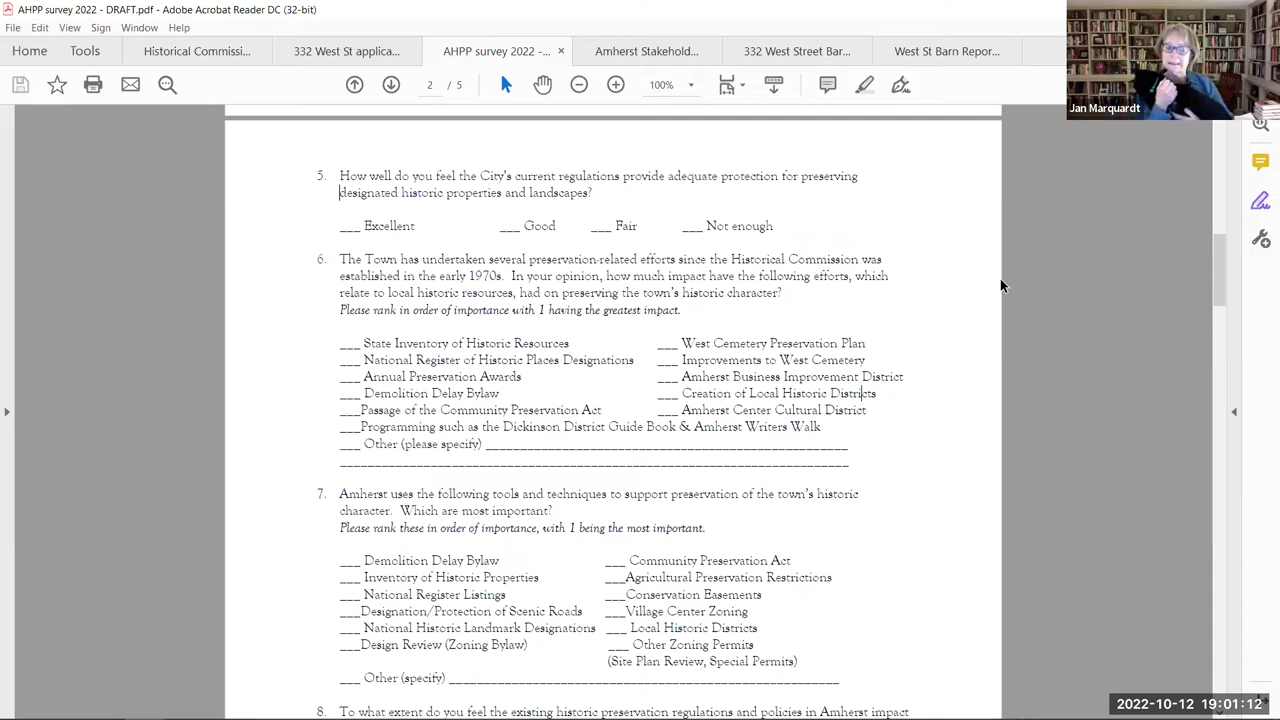 AHPP survey 2022 - DRAFT.pdf - Adobe Acrobat Reader DC (32-bit)
File Edit View Sign Window Help
Home Tools Historical Commissi... 332 West St applica... AHPP survey 2022 -... × Amherst Stakehold... 332 West Street Bar... West St Barn Repor...
2 / 5 100%
Jan Marquardt
5. How well do you feel the City's current regulations provide adequate protection for preserving
designated historic properties and landscapes?
___ Excellent ___ Good ___ Fair ___ Not enough
6. The Town has undertaken several preservation-related efforts since the Historical Commission was
established in the early 1970s. In your opinion, how much impact have the following efforts, which
relate to local historic resources, had on preserving the town's historic character?
Please rank in order of importance with 1 having the greatest impact.
___ State Inventory of Historic Resources ___ West Cemetery Preservation Plan
___ National Register of Historic Places Designations ___ Improvements to West Cemetery
___ Annual Preservation Awards ___ Amherst Business Improvement District
___ Demolition Delay Bylaw ___ Creation of Local Historic Districts
___Passage of the Community Preservation Act ___ Amherst Center Cultural District
___Programming such as the Dickinson District Guide Book & Amherst Writers Walk
___ Other (please specify) ____________________________________________________
_________________________________________________________________________
7. Amherst uses the following tools and techniques to support preservation of the town's historic
character. Which are most important?
Please rank these in order of importance, with 1 being the most important.
___ Demolition Delay Bylaw ___ Community Preservation Act
___ Inventory of Historic Properties ___Agricultural Preservation Restrictions
___ National Register Listings ___Conservation Easements
___Designation/Protection of Scenic Roads ___Village Center Zoning
___ National Historic Landmark Designations ___ Local Historic Districts
___Design Review (Zoning Bylaw) ___ Other Zoning Permits
(Site Plan Review, Special Permits)
___ Other (specify) ________________________________________________________
8. To what extent do you feel the existing historic preservation regulations and policies in Amherst impact
2022-10-12 19:01:12